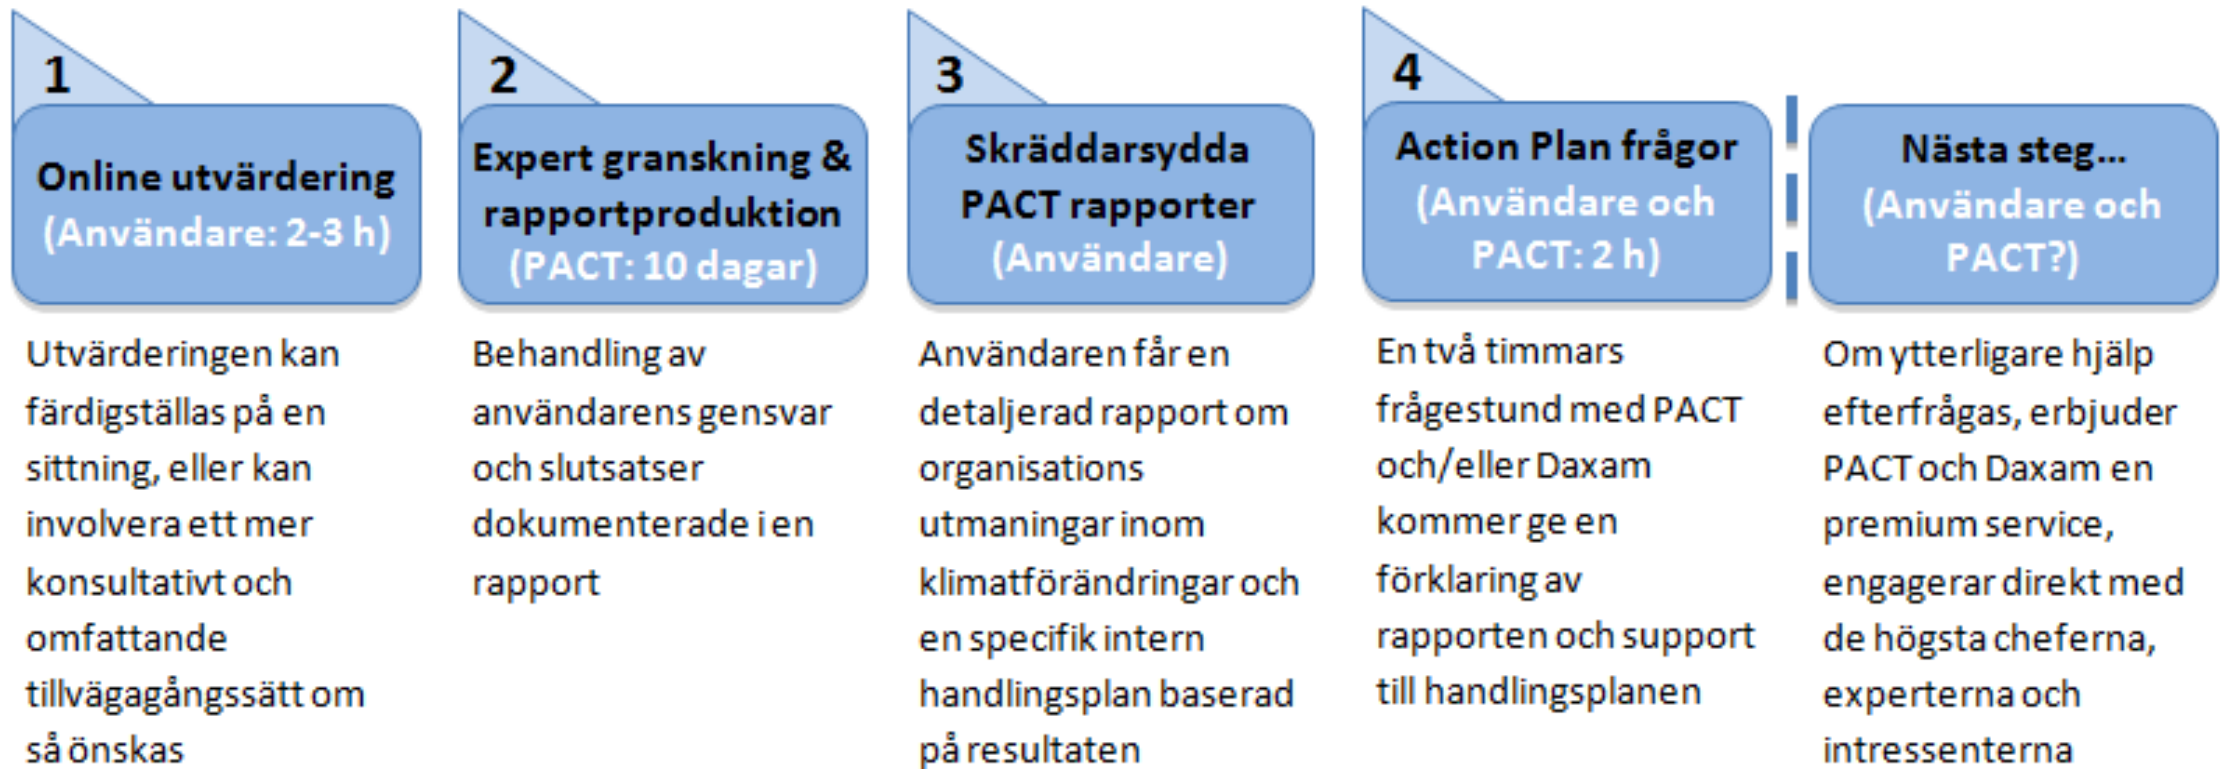 1
Online utvärdering
(Användare: 2-3 h)
Utvärderingen kan
färdigställas på en
sittning, eller kan
involvera ett mer
konsultativt och
omfattande
tillvägagångssätt om
så önskas
2
Expert granskning &
rapportproduktion
(PACT: 10 dagar)
Behandling av
användarens gensvar
och slutsatser
dokumenterade i en
rapport
3
Skräddarsydda
PACT rapporter
(Användare)
Användaren får en
detaljerad rapport om
organisations
utmaningar inom
klimatförändringar och
en specifik intern
handlingsplan baserad
på resultaten
4
Action Plan frågor
(Användare och
PACT: 2 h)
En två timmars
frågestund med PACT
och/eller Daxam
kommer ge en
förklaring av
rapporten och support
till handlingsplanen
Nästa steg...
(Användare och
PACT?)
Om ytterligare hjälp
efterfrågas, erbjuder
PACT och Daxam en
premium service,
engagerar direkt med
de högsta cheferna,
experterna och
intressenterna